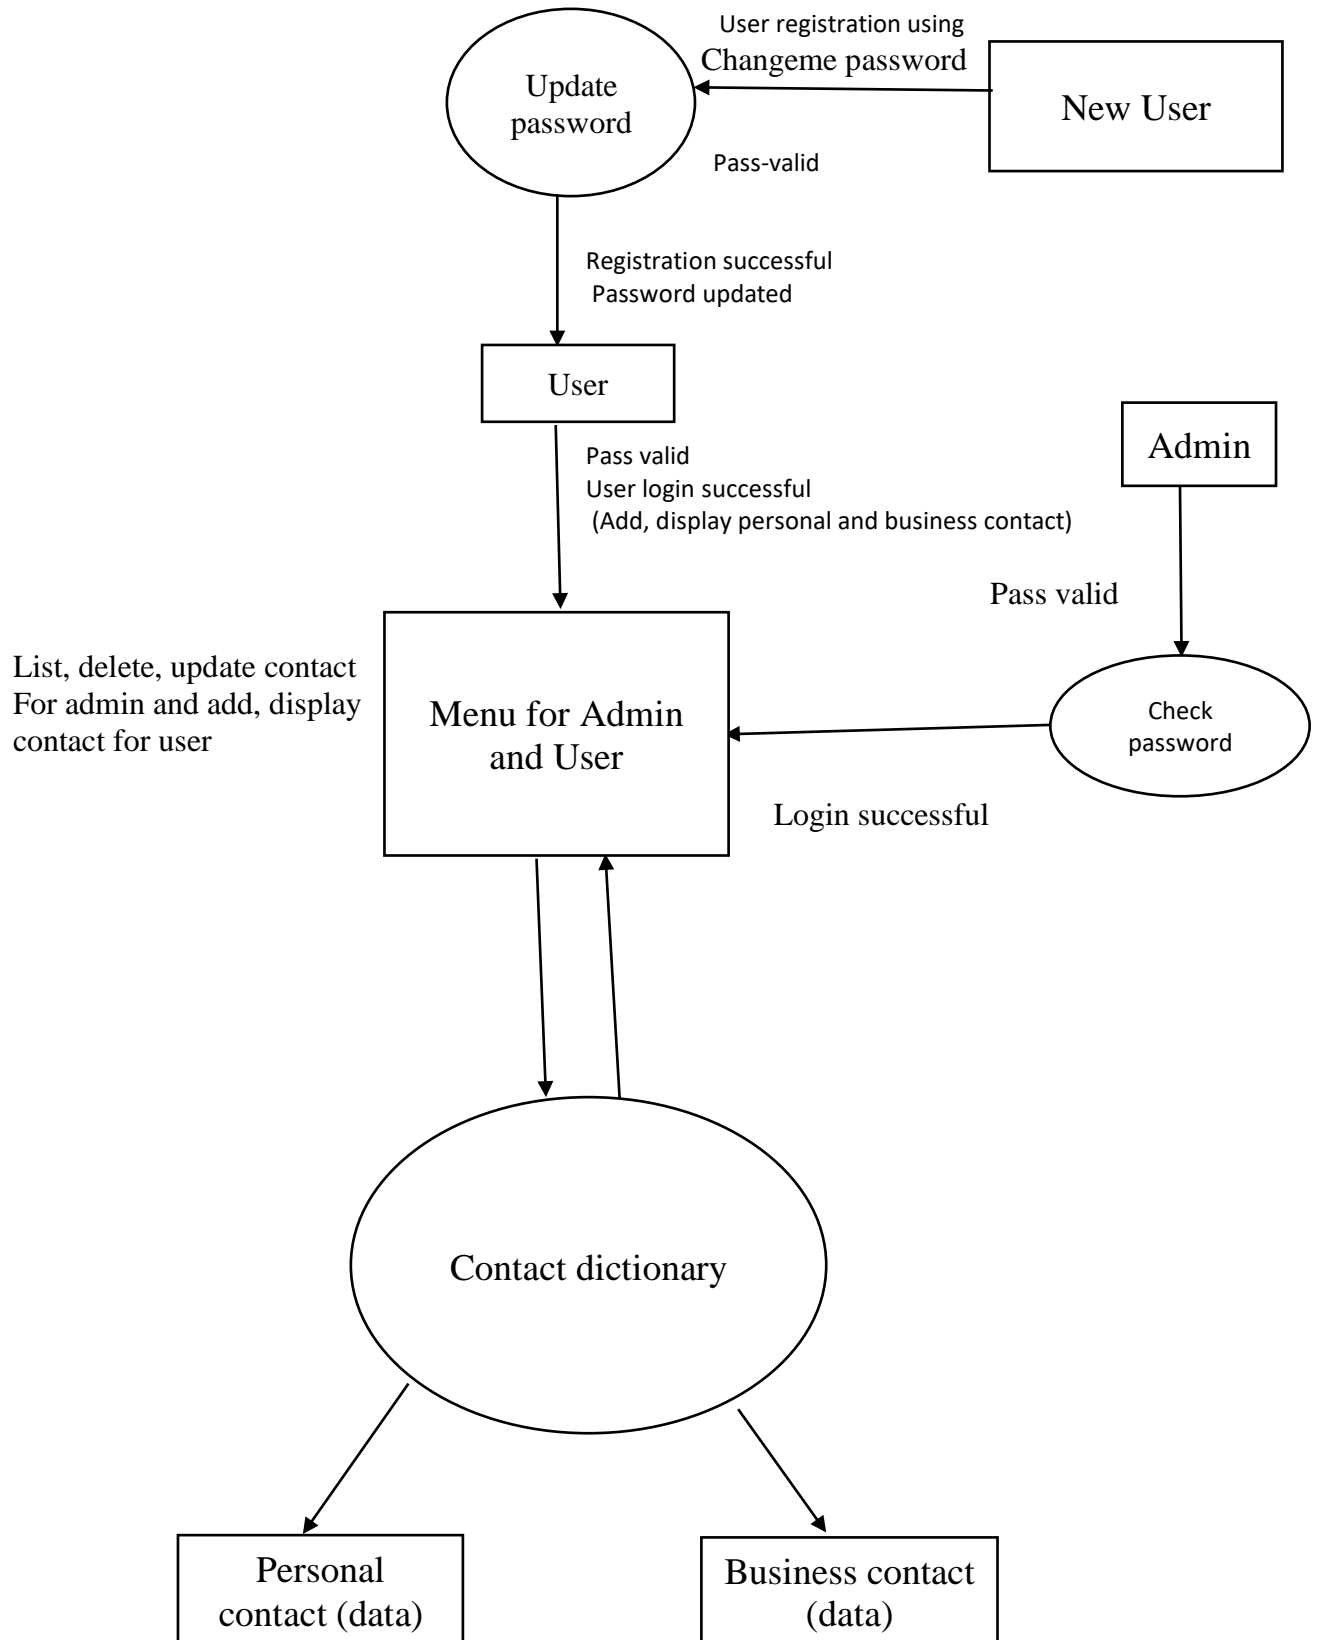 User registration using
Changeme password
Update
password
New User
Pass-valid
Registration successful
Password updated
User
Admin
Pass valid
User login successful
(Add, display personal and business contact)
Pass valid
List, delete, update contact
For admin and add, display
contact for user
Menu for Admin
and User
Check
password
Login successful
Contact dictionary
Personal
contact (data)
Business contact
(data)